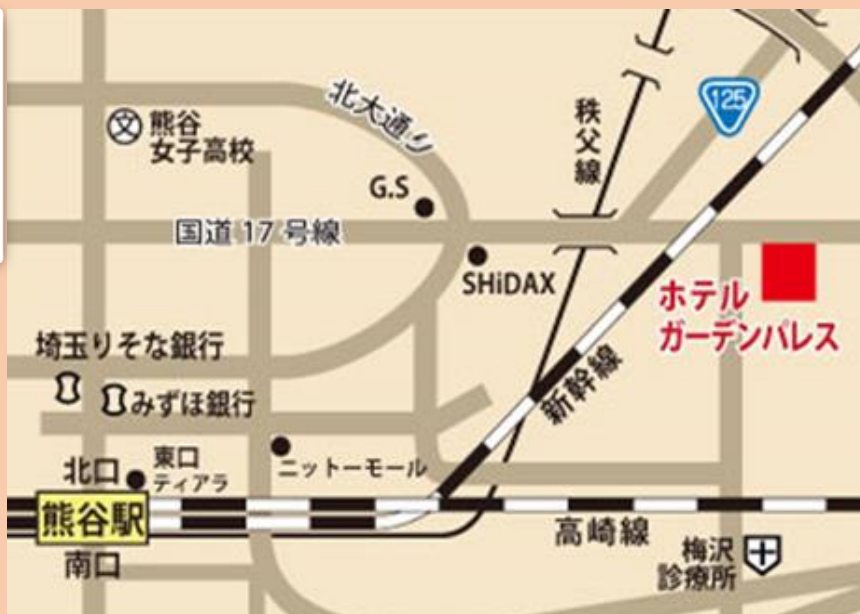 北大通り
秩父線
125
熊谷
女子高校
G.S
国道17号線
SHiDAX
ホテル
ガーデンパレス
埼玉りそな銀行
みずほ銀行
新幹線
北口
東口
ティアラ
ニットーモール
熊谷駅
高崎線
南口
梅沢
診療所
文